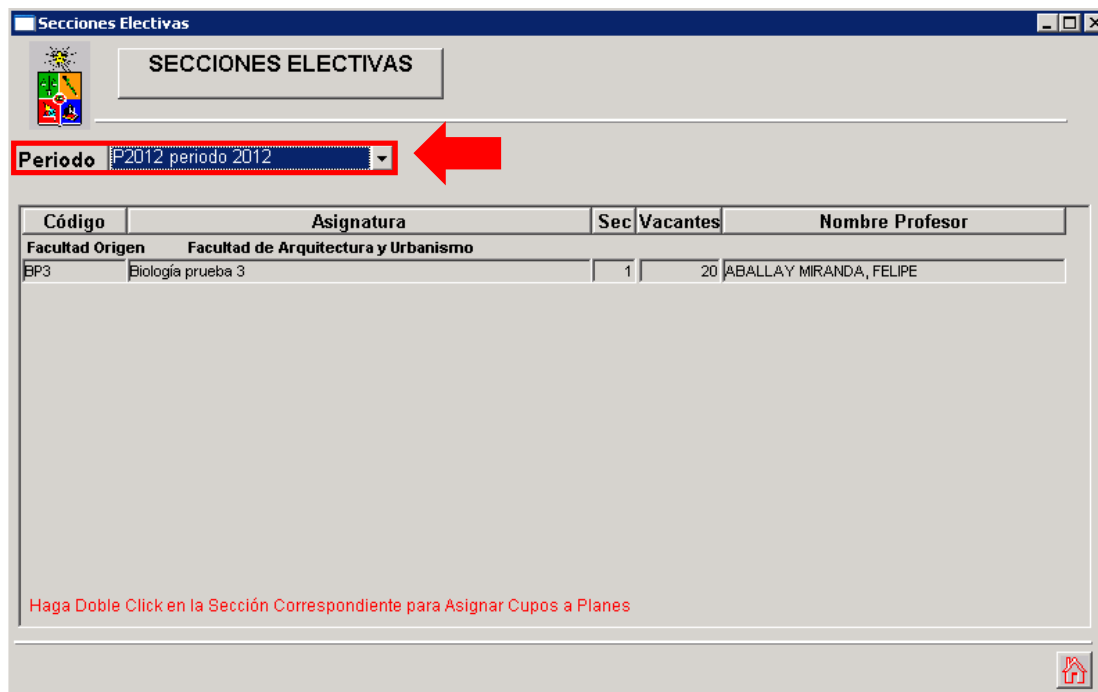 Secciones Electivas
SECCIONES ELECTIVAS
Periodo P2012 periodo 2012
Código Asignatura Sec Vacantes Nombre Profesor
Facultad Origen Facultad de Arquitectura y Urbanismo
BP3 Biología prueba 3 1 20 ABALLAY MIRANDA, FELIPE
Haga Doble Click en la Sección Correspondiente para Asignar Cupos a Planes